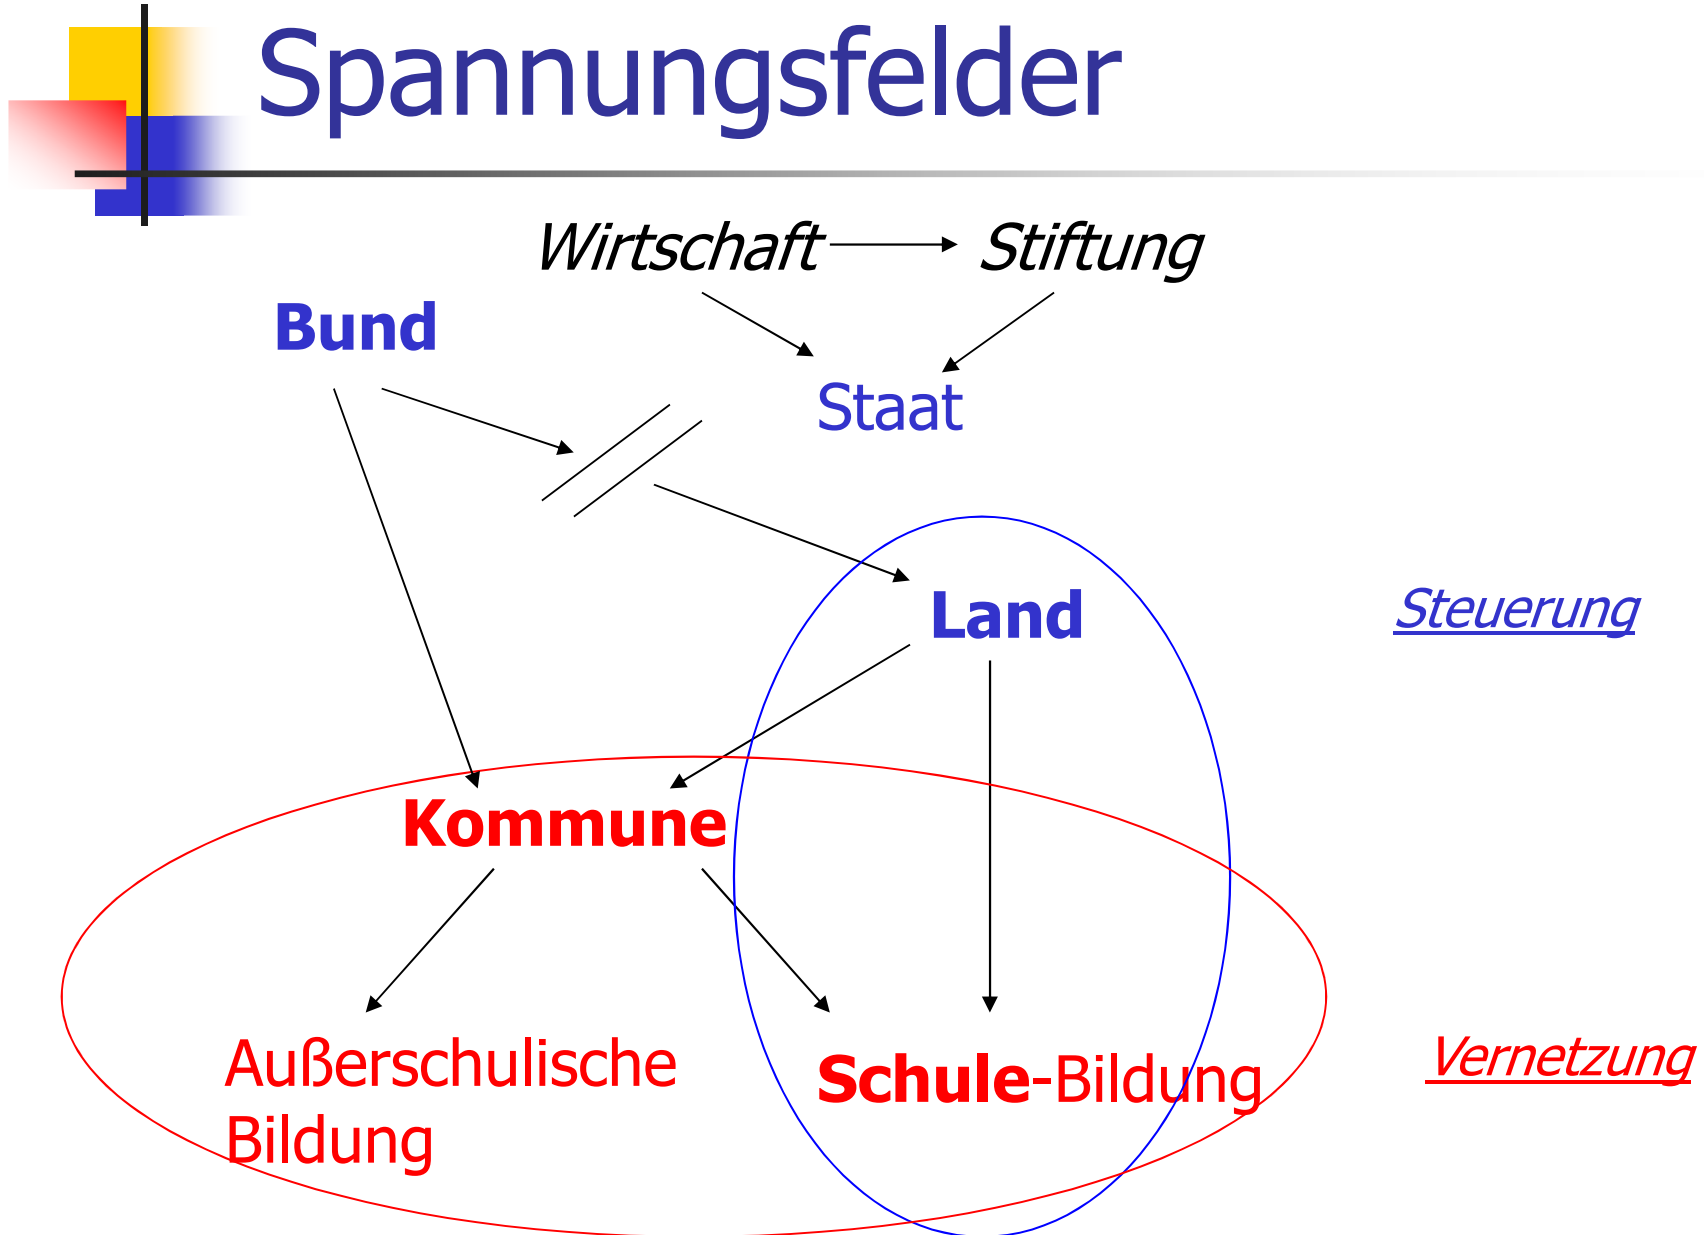 Spannungsfelder
Wirtschaft Stiftung
Bund
Staat
Land
Steuerung
Kommune
Außerschulische
Bildung
Schule-Bildung
Vernetzung